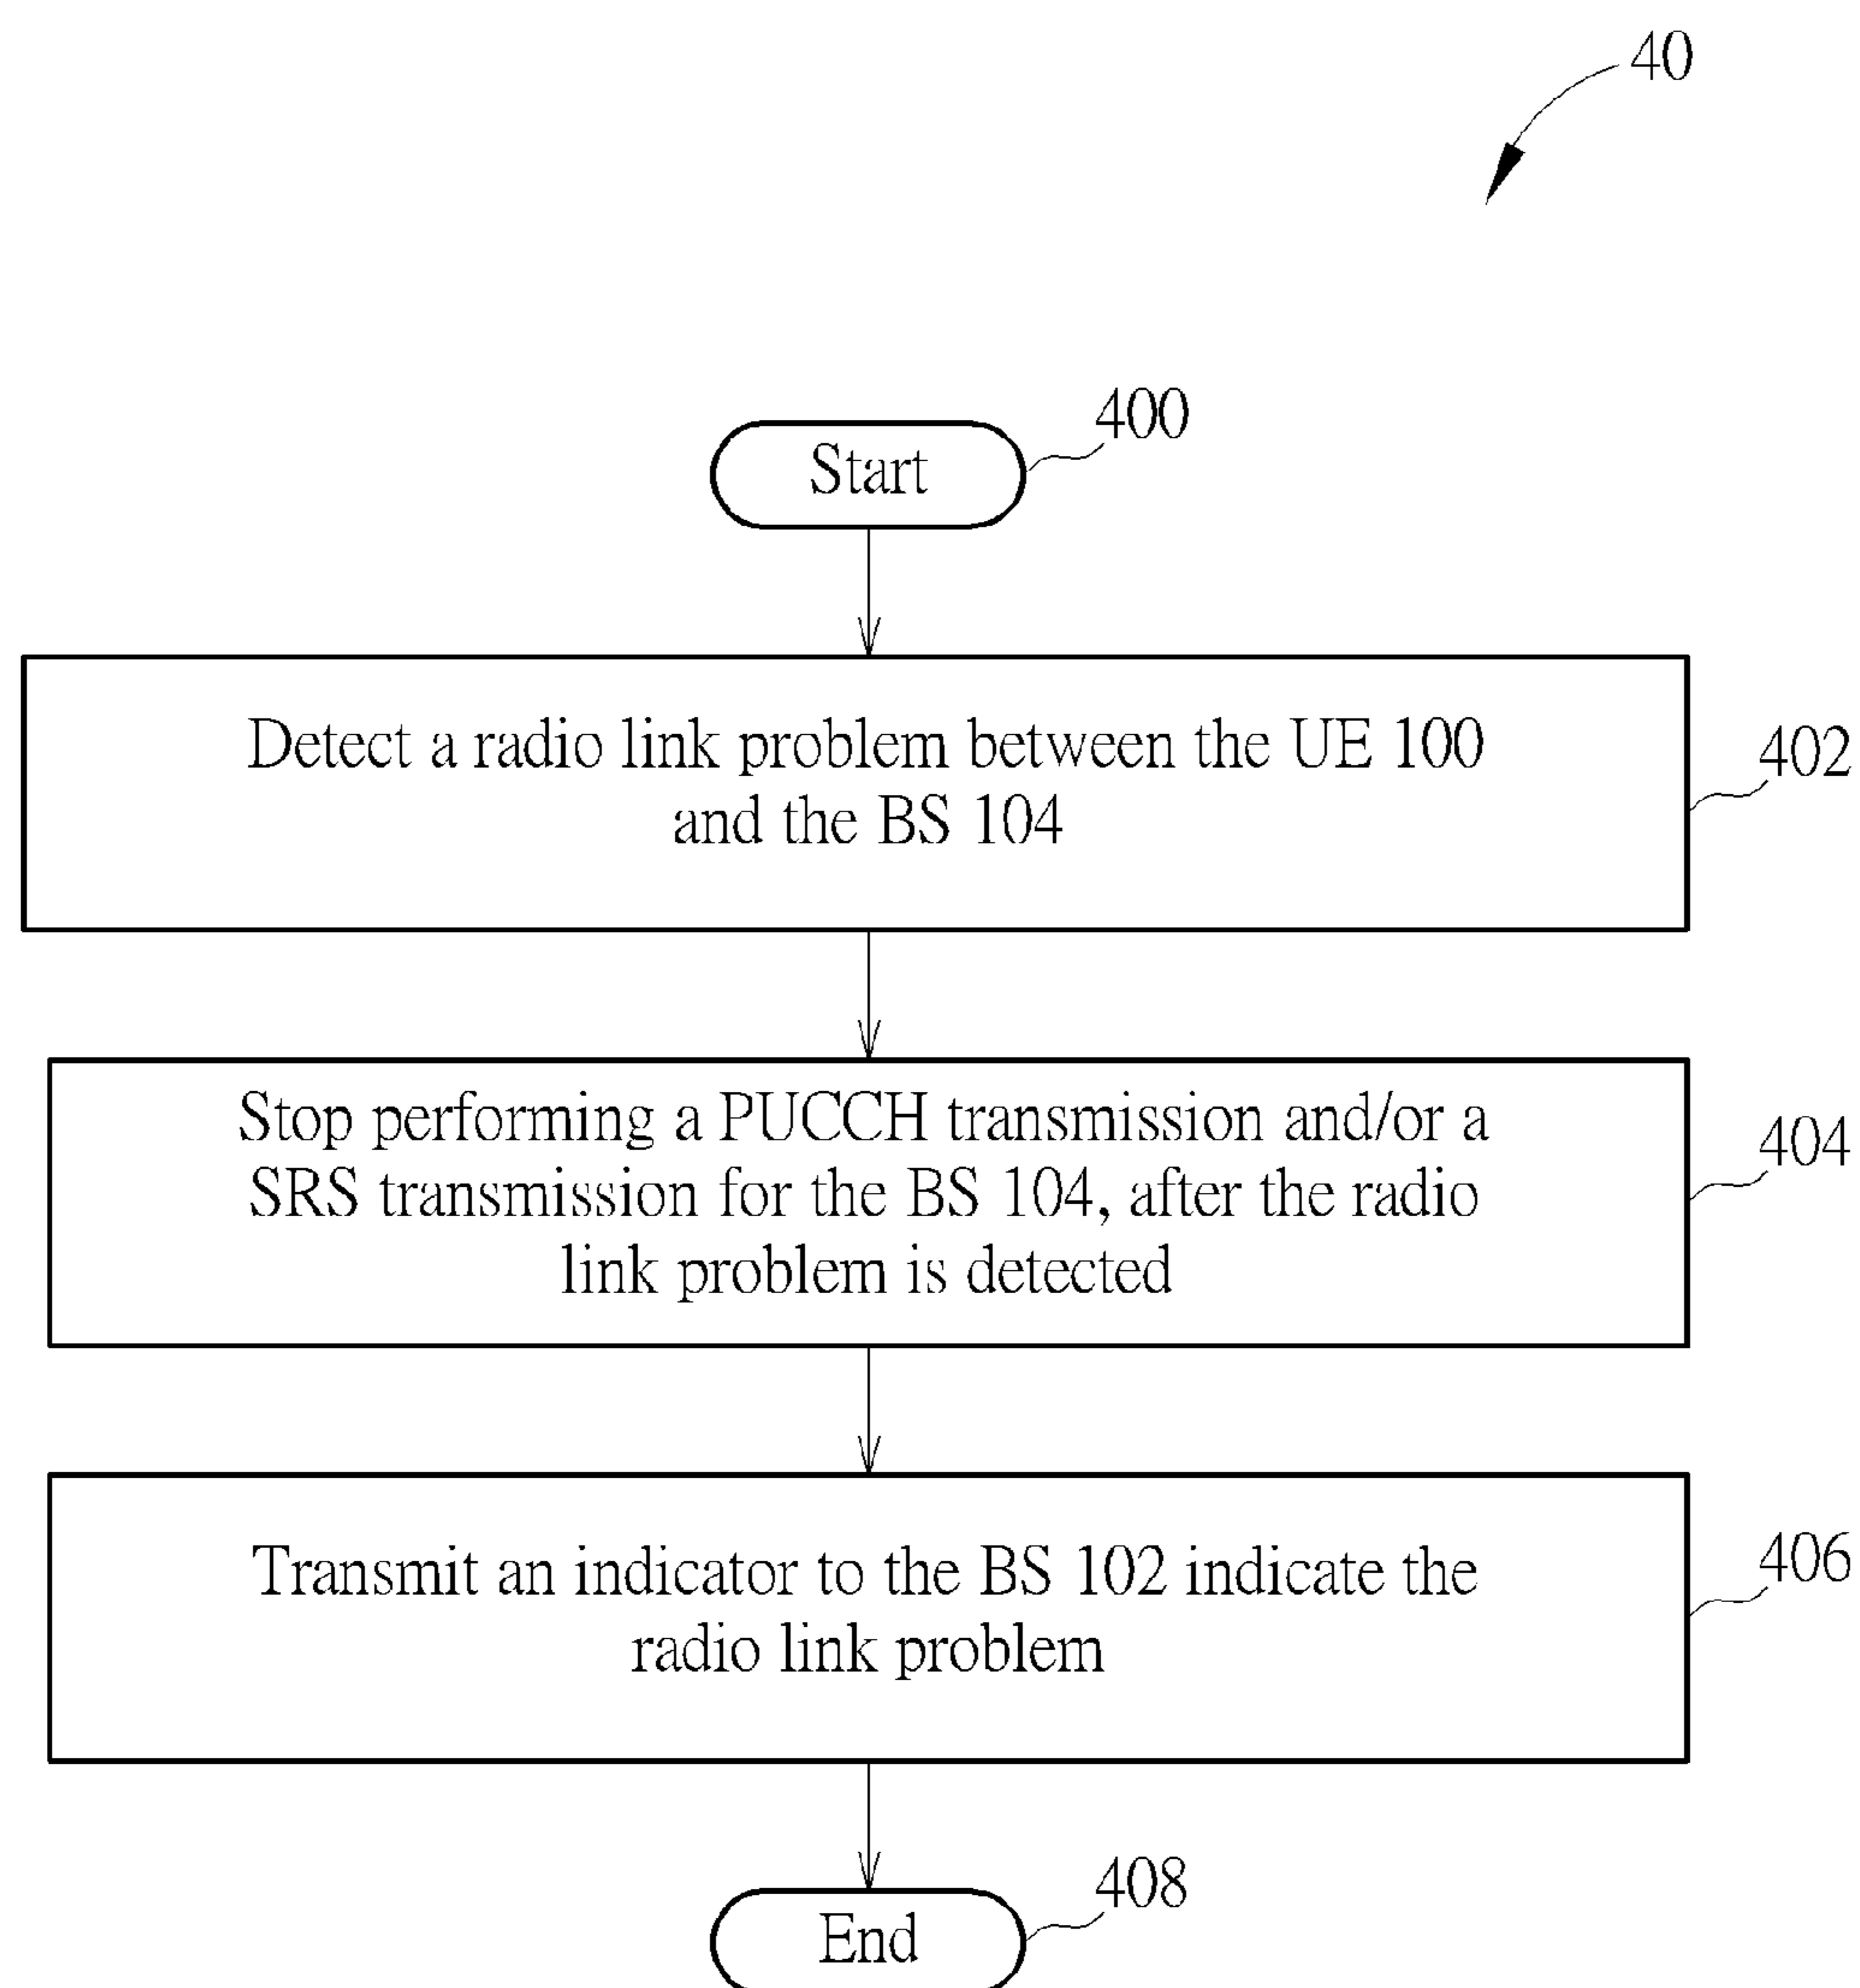 40
400
Start
402
Detect a radio link problem between the UE 100
and the BS 104
404
Stop performing a PUCCH transmission and/or a
SRS transmission for the BS 104, after the radio
link problem is detected
406
Transmit an indicator to the BS 102 indicate the
radio link problem
408
End